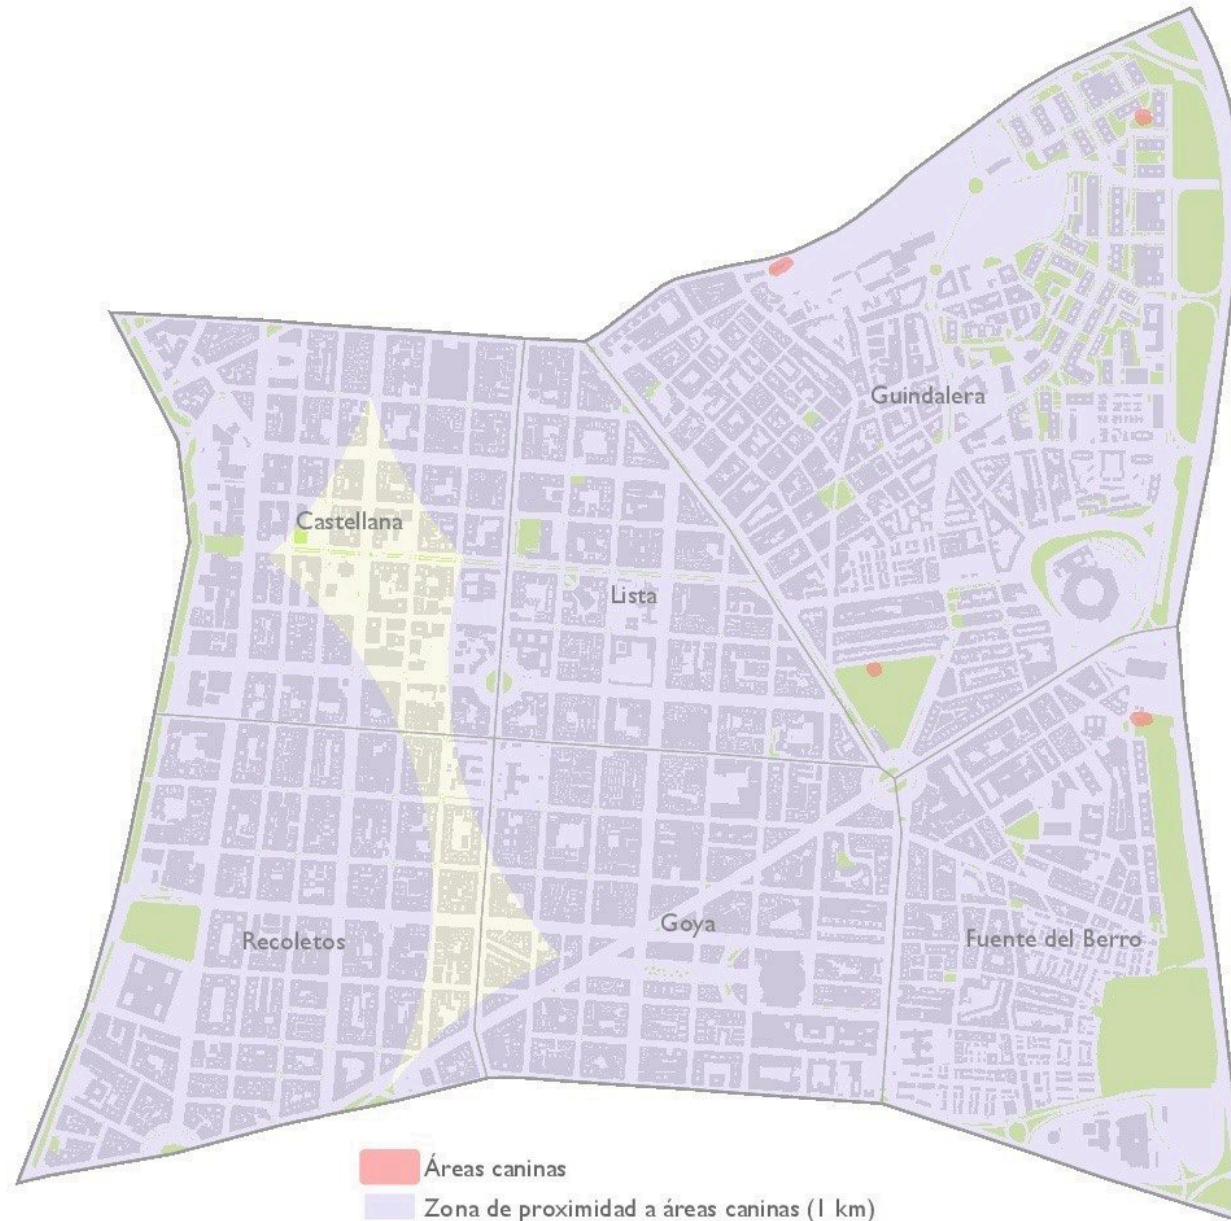 Guindalera
Castellana
Lista
Goya
Recoletos
Fuente del Berro
Áreas caninas
Zona de proximidad a áreas caninas (1 km)